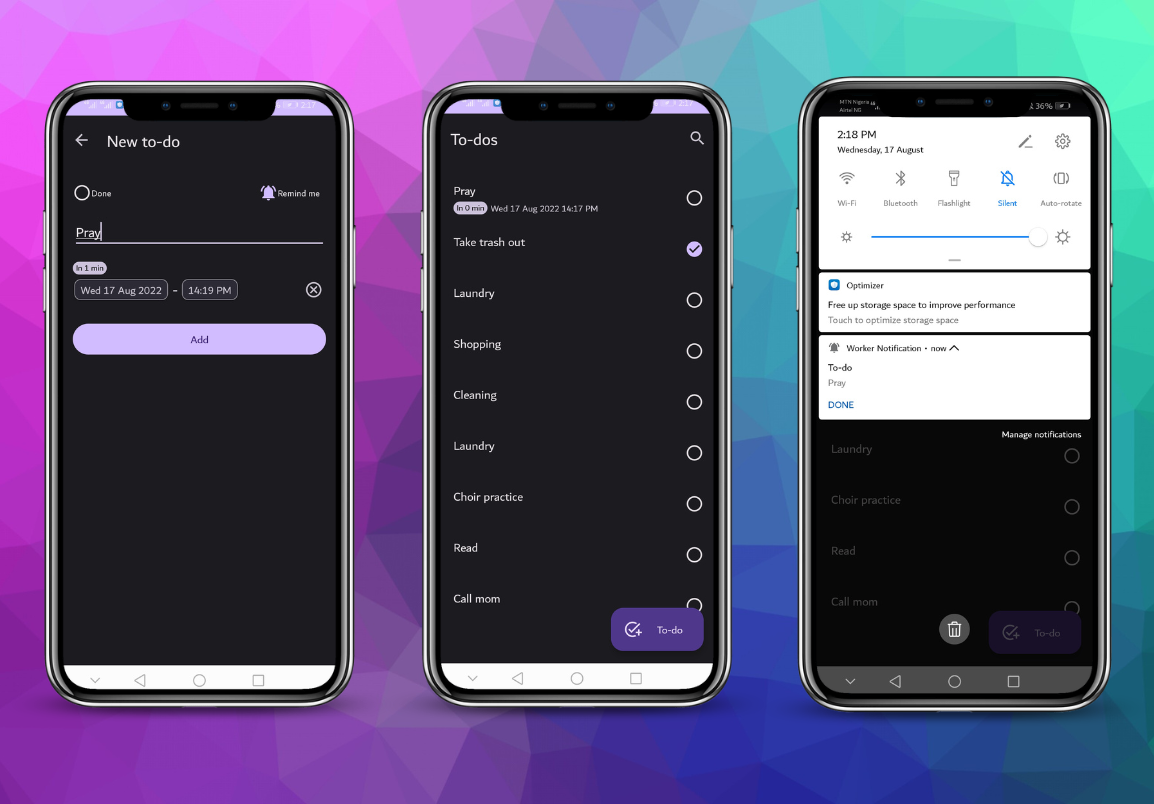 2:17
New to-do
Done
Remind me
Pray
In 1 min
Wed 17 Aug 2022 - 14:19 PM
Add
2:17
To-dos
Pray
In 0 min Wed 17 Aug 2022 14:17 PM
Take trash out
Laundry
Shopping
Cleaning
Laundry
Choir practice
Read
Call mom
To-do
MTN Nigeria
Airtel NG
36%
2:18 PM
Wednesday, 17 August
Wi-Fi Bluetooth Flashlight Silent Auto-rotate
Optimizer
Free up storage space to improve performance
Touch to optimize storage space
Worker Notification • now
To-do
Pray
DONE
Manage notifications
Laundry
Choir practice
Read
Call mom
To-do